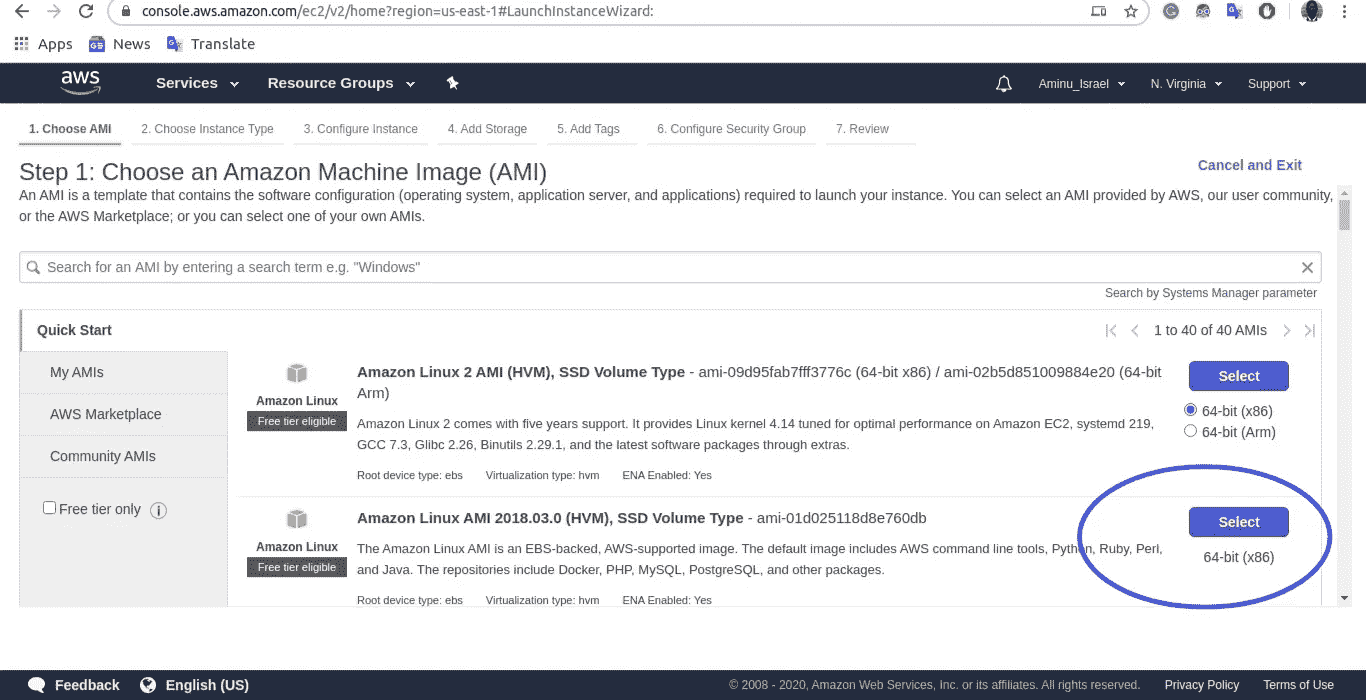 console.aws.amazon.com/ec2/v2/home?region=us-east-1#LaunchInstanceWizard:
Apps News Translate
aws Services Resource Groups Aminu_Israel N. Virginia Support
1. Choose AMI 2. Choose Instance Type 3. Configure Instance 4. Add Storage 5. Add Tags 6. Configure Security Group 7. Review
Step 1: Choose an Amazon Machine Image (AMI)
Cancel and Exit
An AMI is a template that contains the software configuration (operating system, application server, and applications) required to launch your instance. You can select an AMI provided by AWS, our user community,
or the AWS Marketplace; or you can select one of your own AMIs.
Search for an AMI by entering a search term e.g. "Windows"
Search by Systems Manager parameter
Quick Start
1 to 40 of 40 AMIs
My AMIs
AWS Marketplace
Community AMIs
Free tier only
Amazon Linux
Free tier eligible
Amazon Linux 2 AMI (HVM), SSD Volume Type - ami-09d95fab7fff3776c (64-bit x86) / ami-02b5d851009884e20 (64-bit
Arm)
Amazon Linux 2 comes with five years support. It provides Linux kernel 4.14 tuned for optimal performance on Amazon EC2, systemd 219,
GCC 7.3, Glibc 2.26, Binutils 2.29.1, and the latest software packages through extras.
Root device type: ebs Virtualization type: hvm ENA Enabled: Yes
Select
64-bit (x86)
64-bit (Arm)
Amazon Linux
Free tier eligible
Amazon Linux AMI 2018.03.0 (HVM), SSD Volume Type - ami-01d025118d8e760db
The Amazon Linux AMI is an EBS-backed, AWS-supported image. The default image includes AWS command line tools, Python, Ruby, Perl,
and Java. The repositories include Docker, PHP, MySQL, PostgreSQL, and other packages.
Root device type: ebs Virtualization type: hvm ENA Enabled: Yes
Select
64-bit (x86)
Feedback English (US) © 2008 - 2020, Amazon Web Services, Inc. or its affiliates. All rights reserved. Privacy Policy Terms of Use